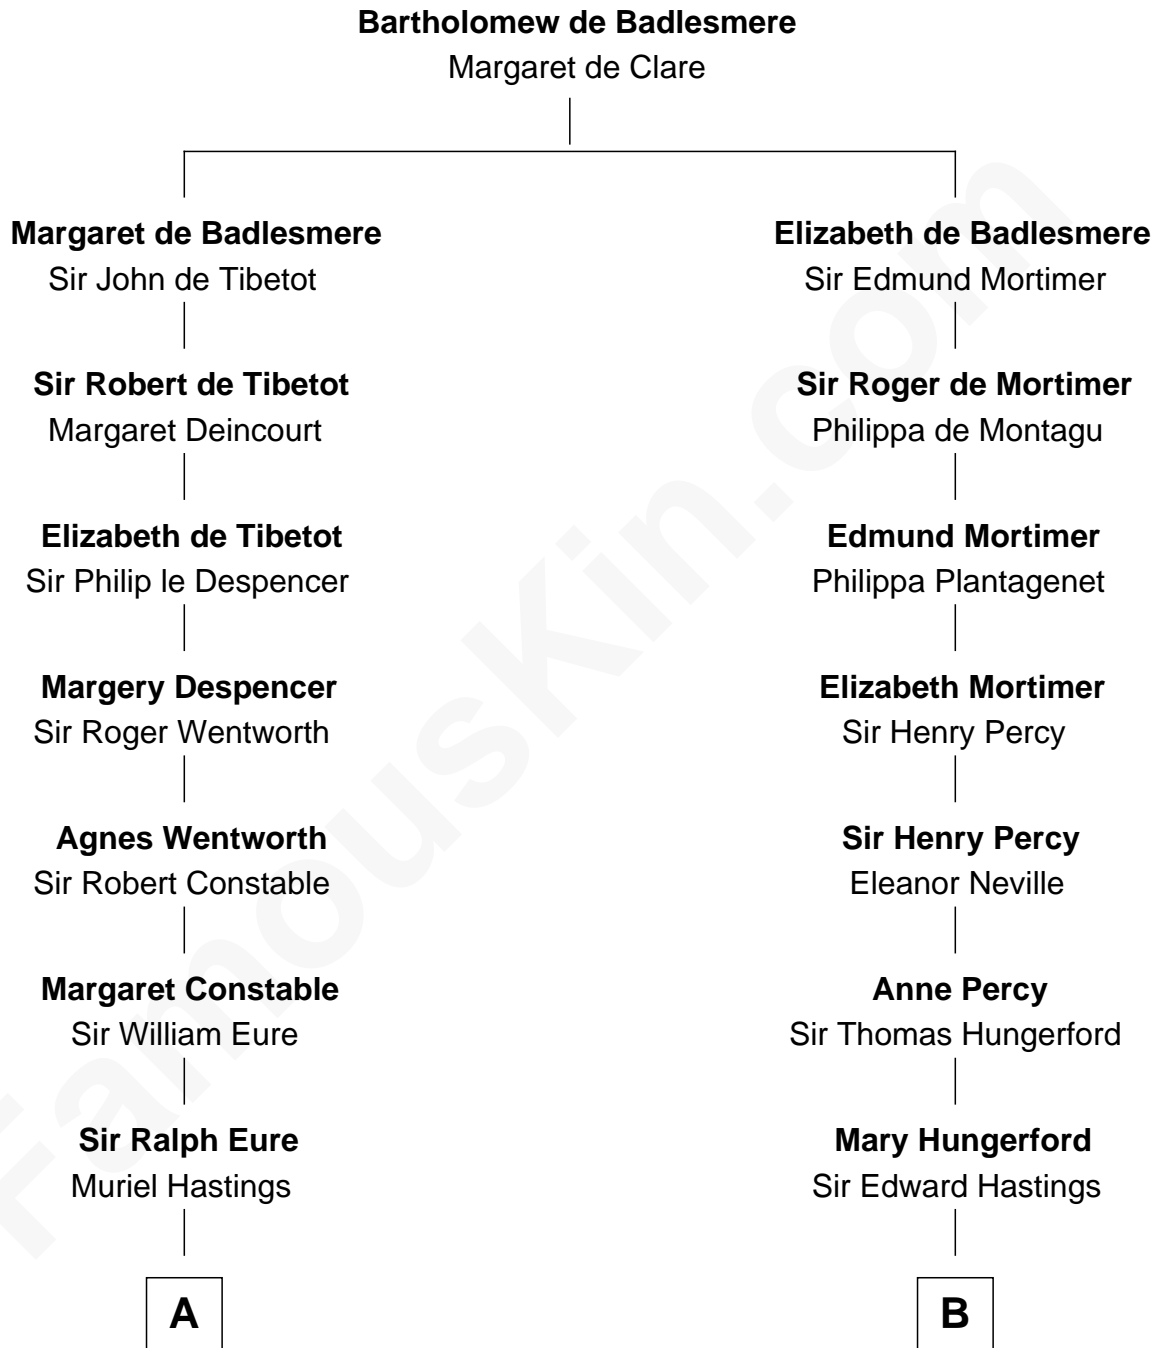 Bartholomew de Badlesmere
Margaret de Clare
Margaret de Badlesmere
Sir John de Tibetot
Elizabeth de Badlesmere
Sir Edmund Mortimer
Sir Robert de Tibetot
Margaret Deincourt
Sir Roger de Mortimer
Philippa de Montagu
Elizabeth de Tibetot
Sir Philip le Despencer
Edmund Mortimer
Philippa Plantagenet
Margery Despencer
Sir Roger Wentworth
Elizabeth Mortimer
Sir Henry Percy
Agnes Wentworth
Sir Robert Constable
Sir Henry Percy
Eleanor Neville
Margaret Constable
Sir William Eure
Anne Percy
Sir Thomas Hungerford
Sir Ralph Eure
Muriel Hastings
Mary Hungerford
Sir Edward Hastings
A
B
FamousKin.com